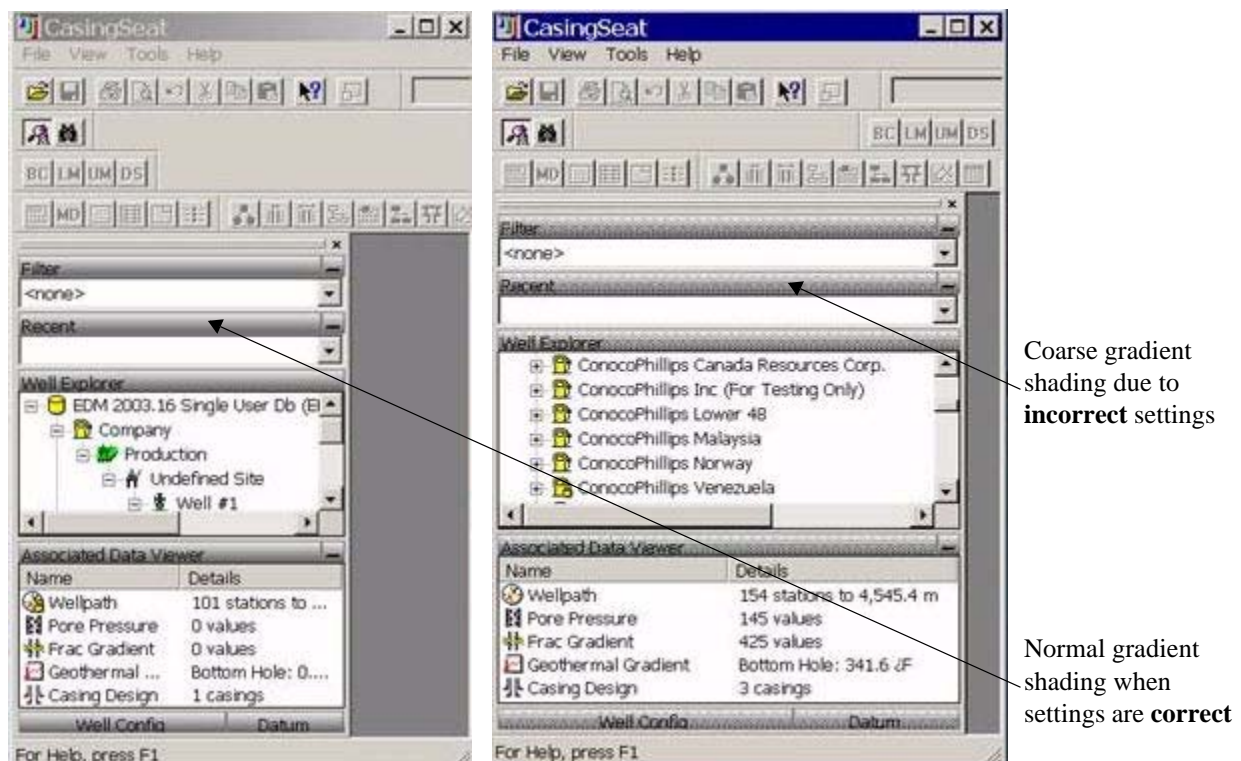 CasingSeat
File View Tools Help
BC LM UM DS
MD
Filter
<none>
Recent
Well Explorer
EDM 2003.16 Single User Db (E
Company
Production
Undefined Site
Well #1
Associated Data Viewer
Name Details
Wellpath 101 stations to ...
Pore Pressure 0 values
Frac Gradient 0 values
Geothermal ... Bottom Hole: 0....
Casing Design 1 casings
Well Config Datum
For Help, press F1
CasingSeat
File View Tools Help
BC LM UM DS
MD
Filter
<none>
Recent
Well Explorer
ConocoPhillips Canada Resources Corp.
ConocoPhillips Inc (For Testing Only)
ConocoPhillips Lower 48
ConocoPhillips Malaysia
ConocoPhillips Norway
ConocoPhillips Venezuela
Associated Data Viewer
Name Details
Wellpath 154 stations to 4,545.4 m
Pore Pressure 145 values
Frac Gradient 425 values
Geothermal Gradient Bottom Hole: 341.6 ¿F
Casing Design 3 casings
Well Config Datum
For Help, press F1
Coarse gradient
shading due to
incorrect settings
Normal gradient
shading when
settings are correct